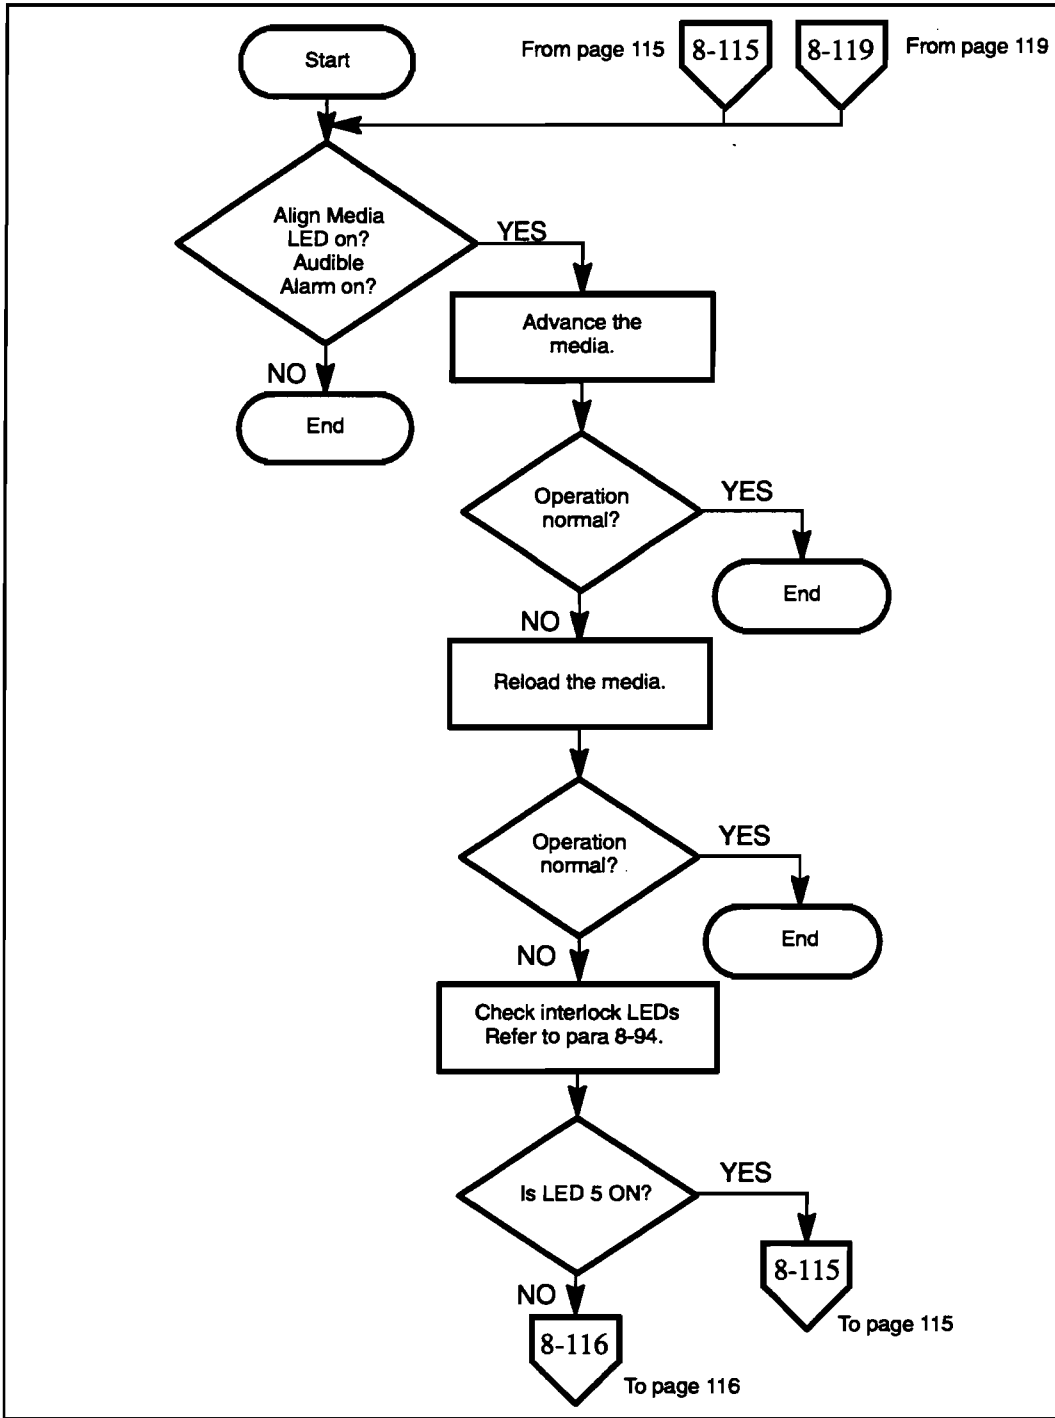 Start
From page 115
8-115
8-119
From page 119
Align Media
LED on?
Audible
Alarm on?
YES
Advance the
media.
NO
End
Operation
normal?
YES
End
NO
Reload the media.
Operation
normal?
YES
End
NO
Check interlock LEDs
Refer to para 8-94.
Is LED 5 ON?
YES
8-115
To page 115
NO
8-116
To page 116